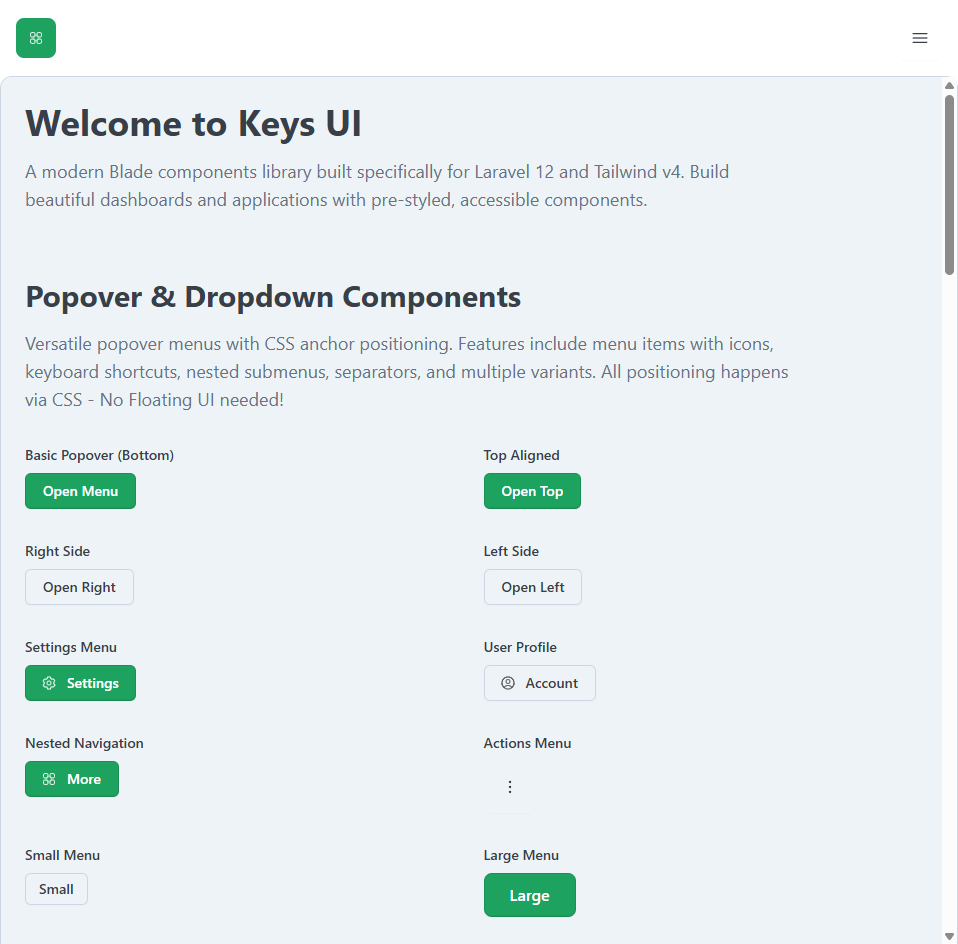 Welcome to Keys UI
A modern Blade components library built specifically for Laravel 12 and Tailwind v4. Build
beautiful dashboards and applications with pre-styled, accessible components.
Popover & Dropdown Components
Versatile popover menus with CSS anchor positioning. Features include menu items with icons,
keyboard shortcuts, nested submenus, separators, and multiple variants. All positioning happens
via CSS - No Floating UI needed!
Basic Popover (Bottom)
Open Menu
Top Aligned
Open Top
Right Side
Open Right
Left Side
Open Left
Settings Menu
Settings
User Profile
Account
Nested Navigation
More
Actions Menu
Small Menu
Small
Large Menu
Large